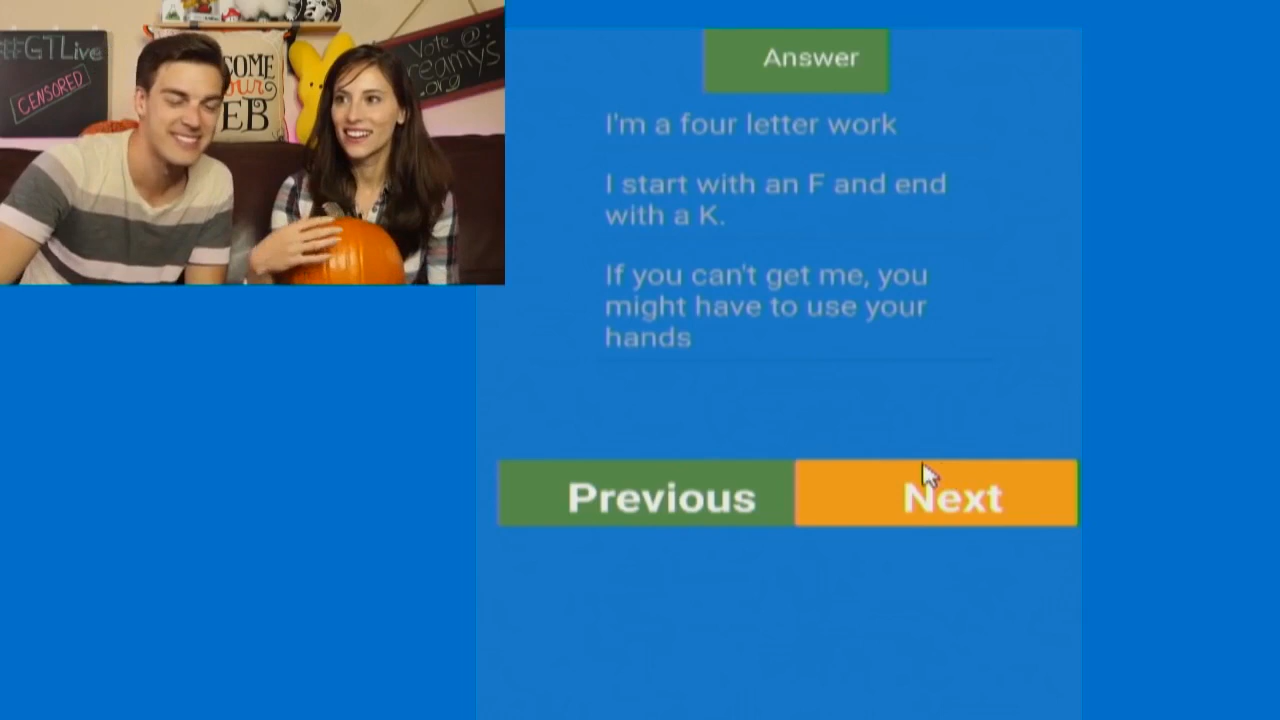 #GTLive
CENSORED
COME
our
EB
Vote @:
reamys
.org
Answer
I'm a four letter work
I start with an F and end
with a K.
If you can't get me, you
might have to use your
hands
Previous
Next